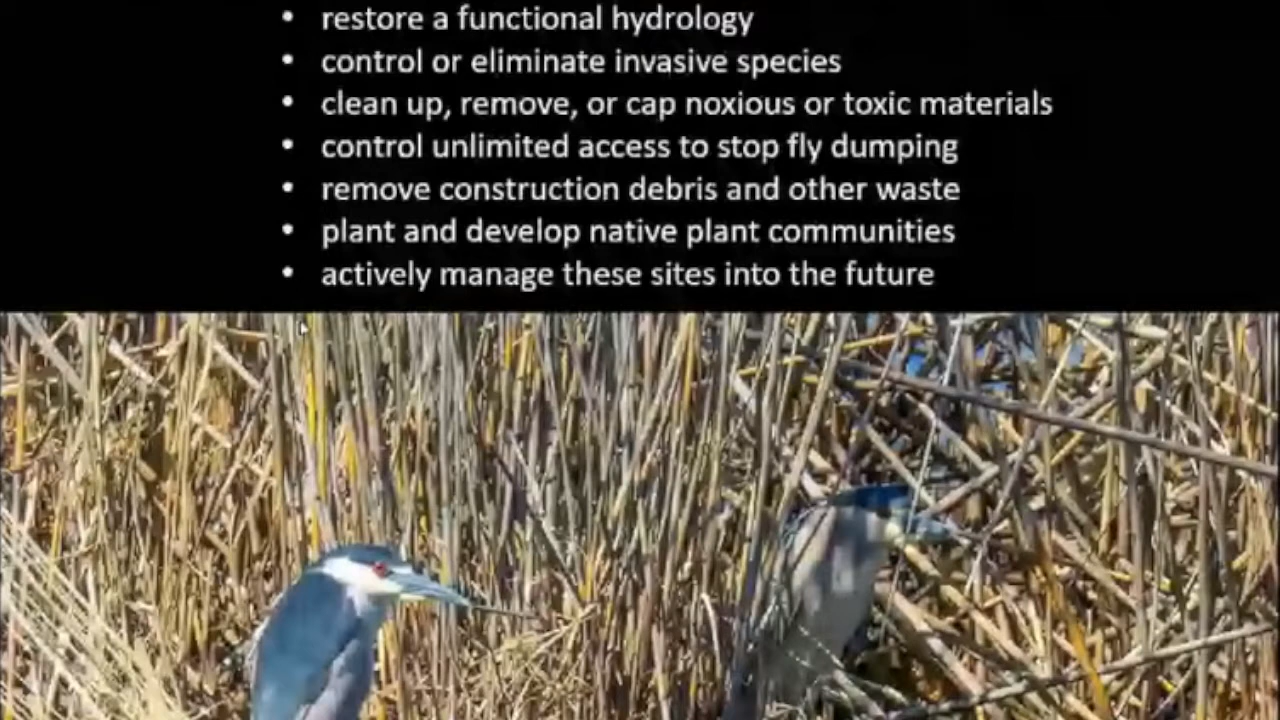 • restore a functional hydrology
• control or eliminate invasive species
• clean up, remove, or cap noxious or toxic materials
• control unlimited access to stop fly dumping
• remove construction debris and other waste
• plant and develop native plant communities
• actively manage these sites into the future